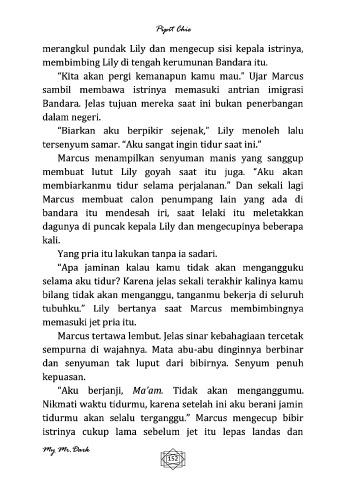 Pipit Chie
merangkul pundak Lily dan mengecup sisi kepala istrinya,
membimbing Lily di tengah kerumunan Bandara itu.
"Kita akan pergi kemanapun kamu mau." Ujar Marcus
sambil membawa istrinya memasuki antrian imigrasi
Bandara. Jelas tujuan mereka saat ini bukan penerbangan
dalam negeri.
"Biarkan aku berpikir sejenak," Lily menoleh lalu
tersenyum samar. "Aku sangat ingin tidur saat ini."
Marcus menampilkan senyuman manis yang sanggup
membuat lutut Lily goyah saat itu juga. "Aku akan
membiarkanmu tidur selama perjalanan." Dan sekali lagi
Marcus membuat calon penumpang lain yang ada di
bandara itu mendesah iri, saat lelaki itu meletakkan
dagunya di puncak kepala Lily dan mengecupinya beberapa
kali.
Yang pria itu lakukan tanpa ia sadari.
"Apa jaminan kalau kamu tidak akan mengangguku
selama aku tidur? Karena jelas sekali terakhir kalinya kamu
bilang tidak akan menganggu, tanganmu bekerja di seluruh
tubuhku." Lily bertanya saat Marcus membimbingnya
memasuki jet pria itu.
Marcus tertawa lembut. Jelas sinar kebahagiaan tercetak
sempurna di wajahnya. Mata abu-abu dinginnya berbinar
dan senyuman tak luput dari bibirnya. Senyum penuh
kepuasan.
"Aku berjanji, Ma'am. Tidak akan menganggumu.
Nikmati waktu tidurmu, karena setelah ini aku berani jamin
tidurmu akan selalu terganggu." Marcus mengecup bibir
istrinya cukup lama sebelum jet itu lepas landas dan
My Mr. Dark
152